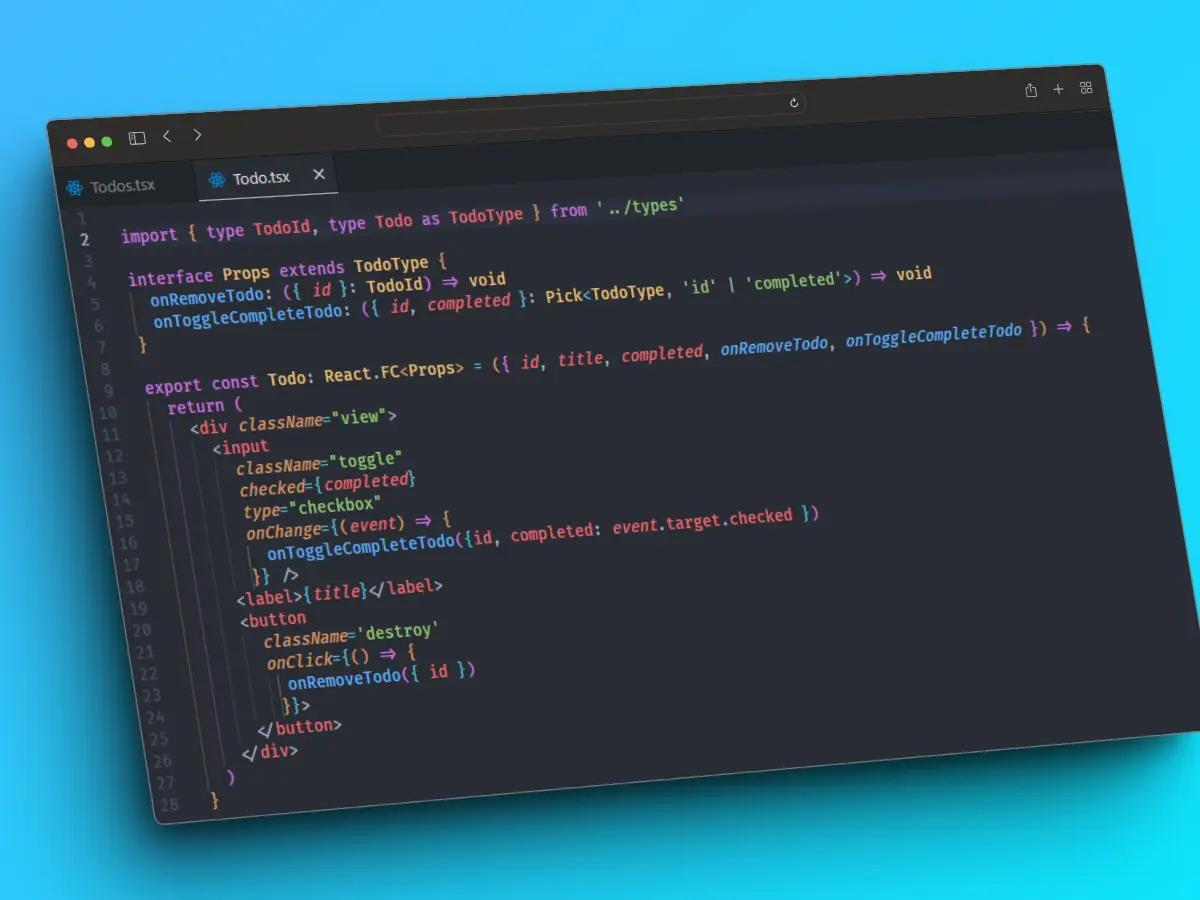 Todos.tsx Todo.tsx
1
2 import { type TodoId, type Todo as TodoType } from '../types'
3
4 interface Props extends TodoType {
5 onRemoveTodo: ({ id }: TodoId) => void
6 onToggleCompleteTodo: ({ id, completed }: Pick<TodoType, 'id' | 'completed'>) => void
7 }
8
9 export const Todo: React.FC<Props> = ({ id, title, completed, onRemoveTodo, onToggleCompleteTodo }) => {
10 return (
11 <div className="view">
12 <input
13 className="toggle"
14 checked={completed}
15 type="checkbox"
16 onChange={(event) => {
17 onToggleCompleteTodo({id, completed: event.target.checked })
18 }} />
19 <label>{title}</label>
20 <button
21 className='destroy'
22 onClick={() => {
23 onRemoveTodo({ id })
24 }}>
25 </button>
26 </div>
27 )
28 }